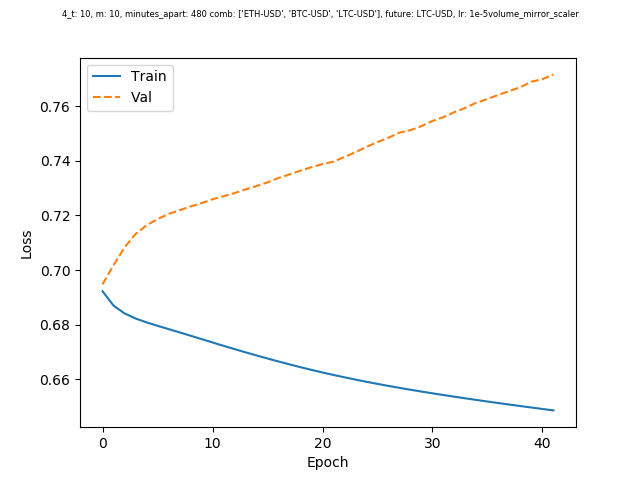 4_t: 10, m: 10, minutes_apart: 480 comb: ['ETH-USD', 'BTC-USD', 'LTC-USD'], future: LTC-USD, lr: 1e-5volume_mirror_scaler
Train
Val
0.76
0.74
0.72
0.70
0.68
0.66
Loss
0
10
20
30
40
Epoch